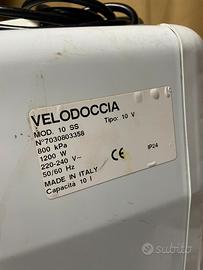 VELODOCCIA
MOD. 10 SS Tipo: 10 V
N°7030803358
800 kPa
1200 W
220-240 V~ IP24
50/60 Hz CE
MADE IN ITALY
Capacità 10 l
subito